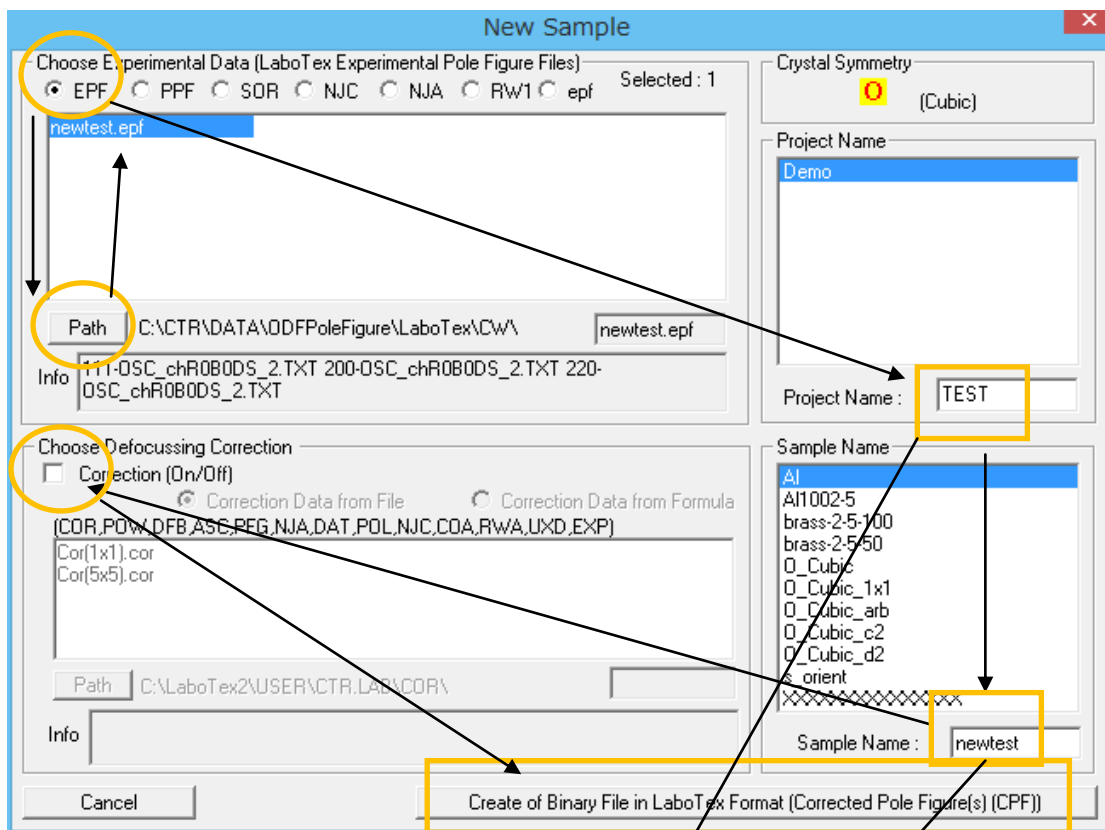 New Sample
Choose Experimental Data (LaboTex Experimental Pole Figure Files)
Selected : 1
EPF PPF SOR NJC NJA RW1 epf
newtest.epf
Path C:\CTR\DATA\ODFPoleFigure\LaboTex\CW\ newtest.epf
Info 111-OSC_chR0B0DS_2.TXT 200-OSC_chR0B0DS_2.TXT 220-
OSC_chR0B0DS_2.TXT
Choose Defocussing Correction
Correction (On/Off)
Correction Data from File Correction Data from Formula
(COR,POW,DFB,ASC,PFG,NJA,DAT,POL,NJC,COA,RWA,UXD,EXP)
Cor(1x1).cor
Cor(5x5).cor
Path C:\LaboTex2\USER\CTR.LAB\COR\
Info
Cancel
Crystal Symmetry
O (Cubic)
Project Name
Demo
Project Name : TEST
Sample Name
Al
Al1002-5
brass-2-5-100
brass-2-5-50
O_Cubic
O_Cubic_1x1
O_Cubic_arb
O_Cubic_c2
O_Cubic_d2
s_orient
Sample Name : newtest
Create of Binary File in LaboTex Format (Corrected Pole Figure(s) (CPF))